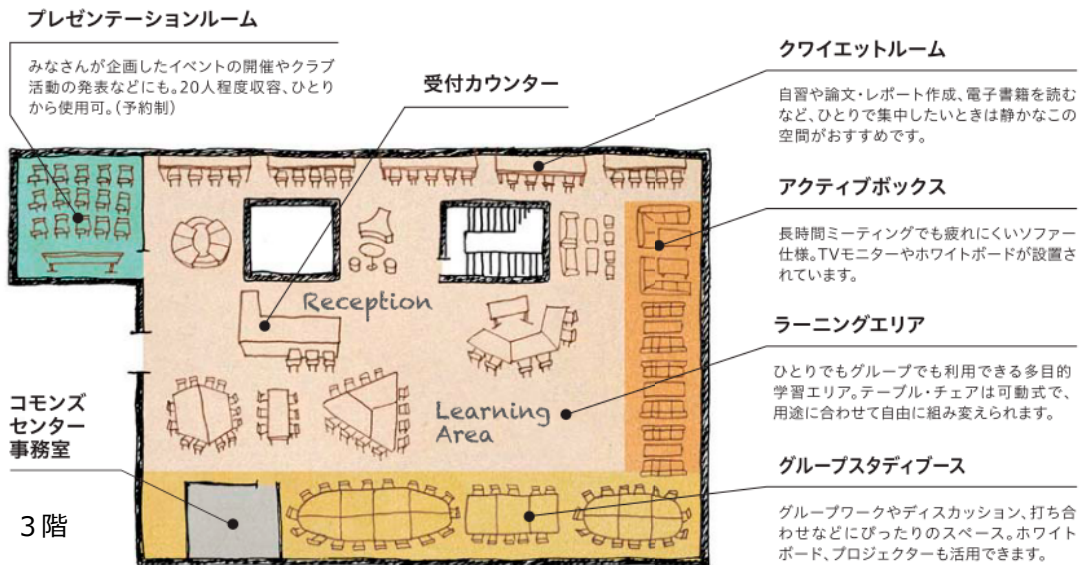 プレゼンテーションルーム
みなさんが企画したイベントの開催やクラブ
活動の発表などにも。20人程度収容、ひとり
から使用可。(予約制)
受付カウンター
クワイエットルーム
自習や論文・レポート作成、電子書籍を読む
など、ひとりで集中したいときは静かなこの
空間がおすすめです。
アクティブボックス
長時間ミーティングでも疲れにくいソファー
仕様。TVモニターやホワイトボードが設置さ
れています。
Reception
ラーニングエリア
ひとりでもグループでも利用できる多目的
学習エリア。テーブル・チェアは可動式で、
用途に合わせて自由に組み変えられます。
Learning
Area
コモンズ
センター
事務室
グループスタディブース
グループワークやディスカッション、打ち合
わせなどにぴったりのスペース。ホワイト
ボード、プロジェクターも活用できます。
3階